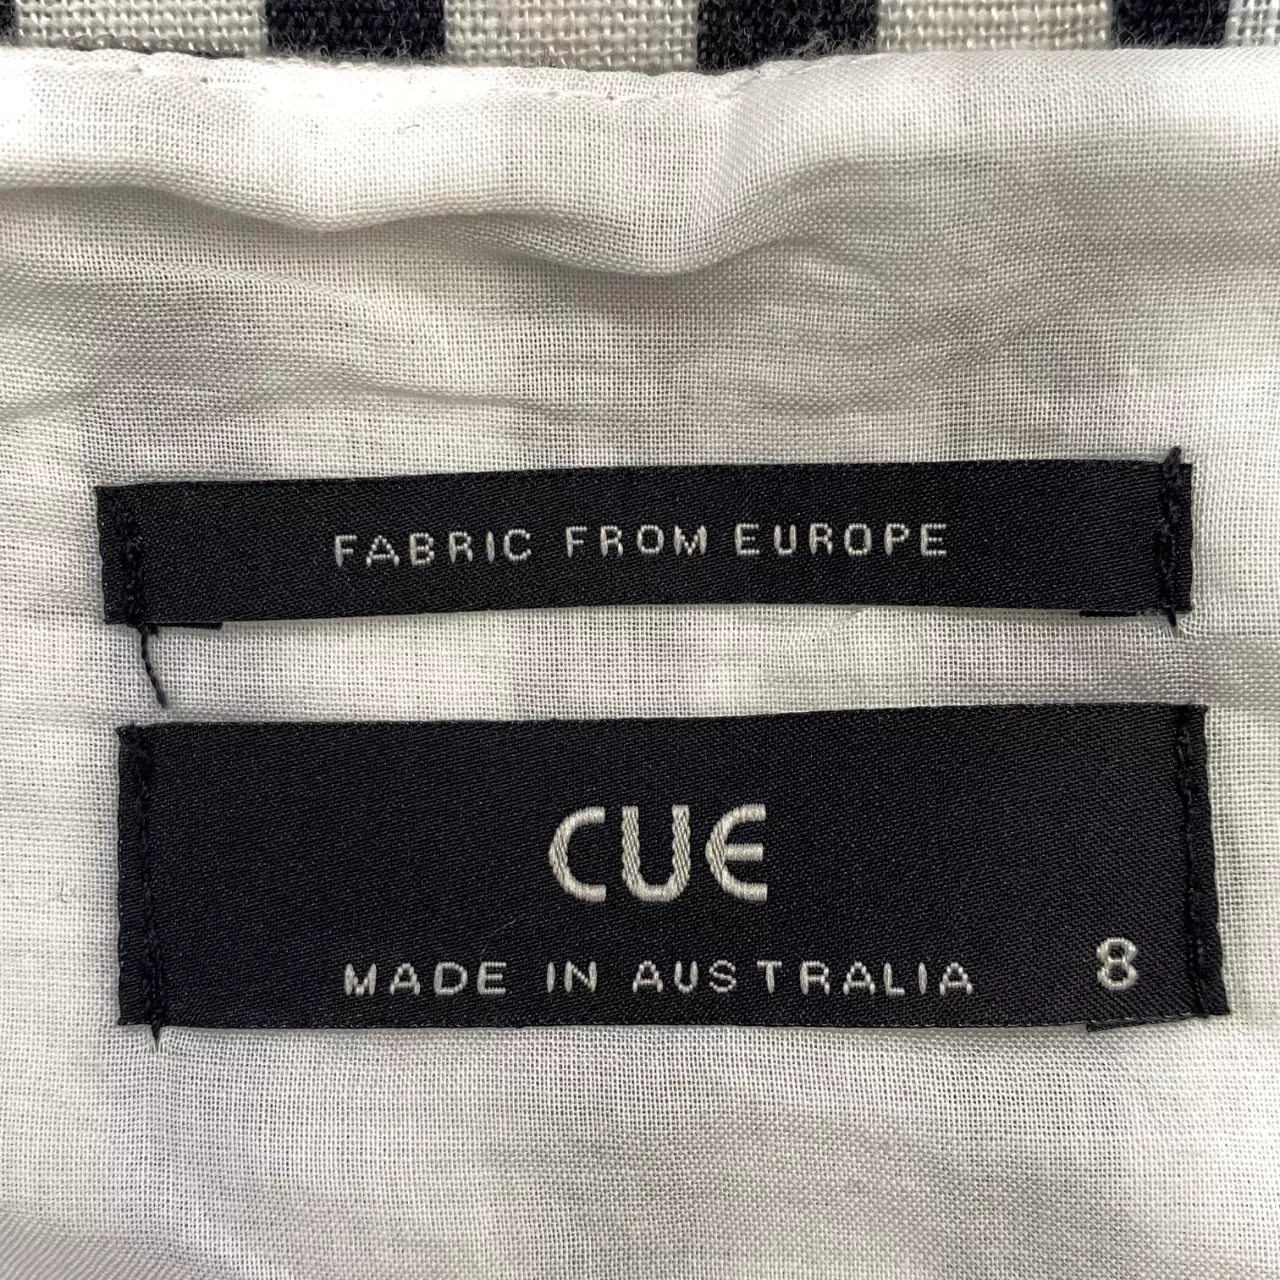 FABRIC FROM EUROPE
CUE
MADE IN AUSTRALIA 8